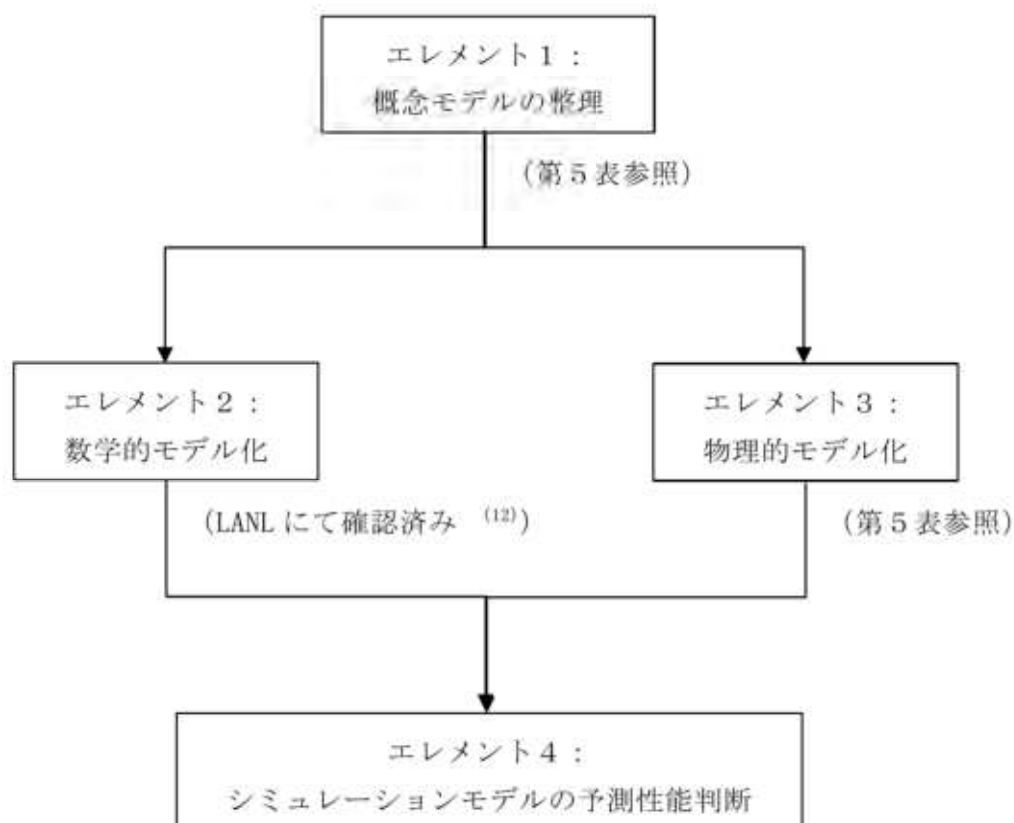 エレメント１：
概念モデルの整理
（第５表参照）
エレメント２：
数学的モデル化
エレメント３：
物理的モデル化
（LANL にて確認済み (12)）
（第５表参照）
エレメント４：
シミュレーションモデルの予測性能判断